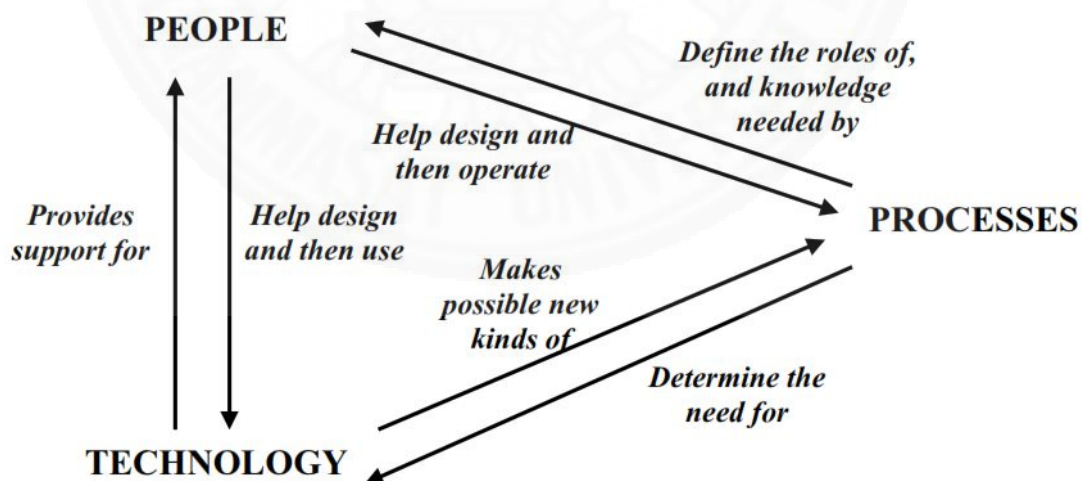 PEOPLE
Define the roles of,
and knowledge
needed by
Help design and
then operate
Provides
support for
Help design
and then use
PROCESSES
Makes
possible new
kinds of
Determine the
need for
TECHNOLOGY